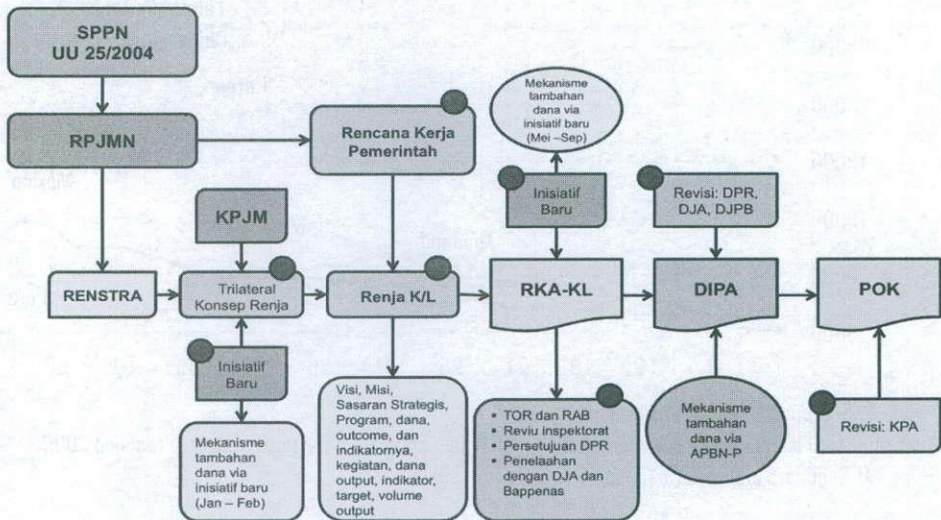 SPPN
UU 25/2004
RPJMN
Rencana Kerja
Pemerintah
Mekanisme
tambahan
dana via
inisiatif baru
(Mei –Sep)
KPJM
Inisiatif
Baru
Revisi: DPR,
DJA, DJPB
RENSTRA
Trilateral
Konsep Renja
Renja K/L
RKA-KL
DIPA
POK
Inisiatif
Baru
Mekanisme
tambahan
dana via
inisiatif baru
(Jan – Feb)
Visi, Misi,
Sasaran Strategis,
Program, dana,
outcome, dan
indikatornya,
kegiatan, dana
output, indikator,
target, volume
output
▪ TOR dan RAB
▪ Reviu inspektorat
▪ Persetujuan DPR
▪ Penelaahan
dengan DJA dan
Bappenas
Mekanisme
tambahan
dana via
APBN-P
Revisi: KPA